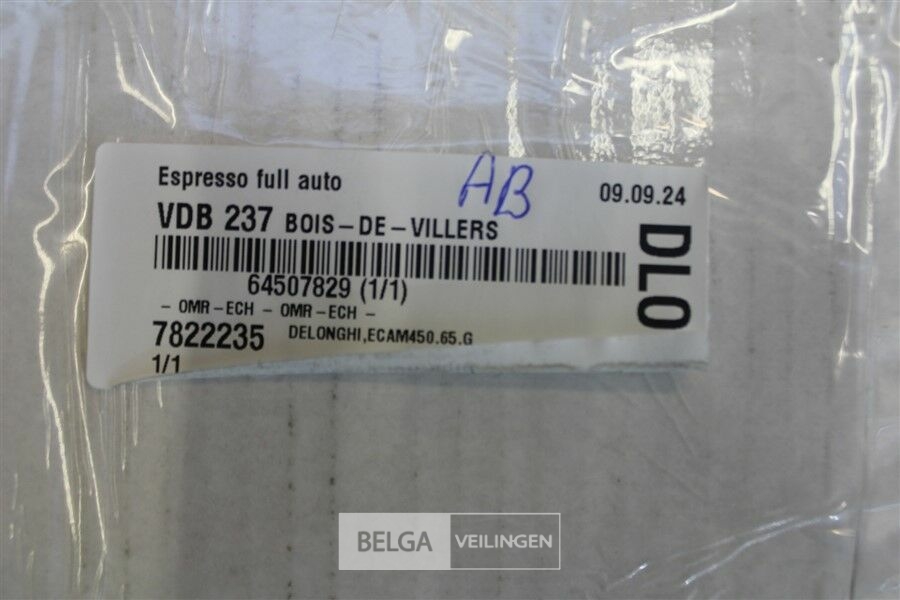 Espresso full auto
AB
09.09.24
VDB 237 BOIS-DE-VILLERS
DLO
64507829 (1/1)
- OMR-ECH - OMR-ECH -
7822235 DELONGHI,ECAM450.65.G
1/1
BELGA VEILINGEN